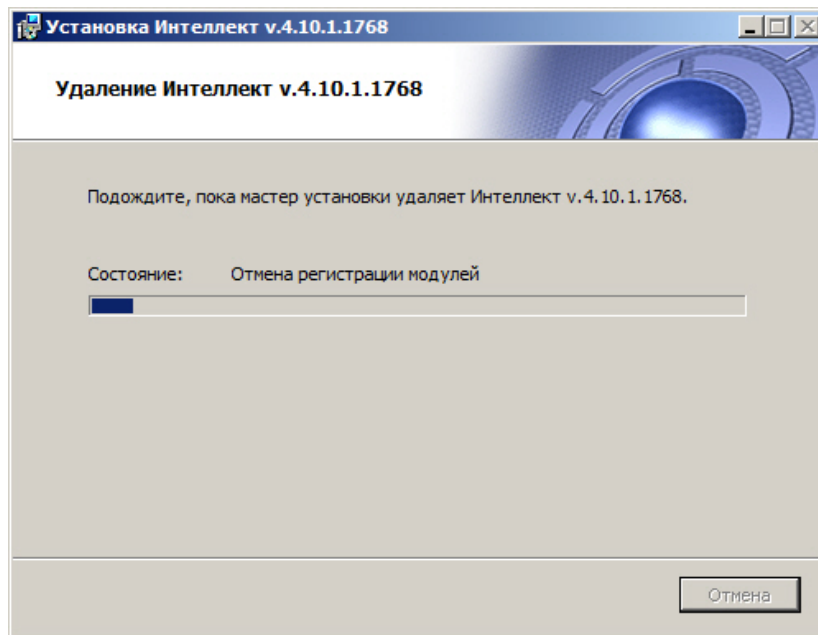 Установка Интеллект v.4.10.1.1768
Удаление Интеллект v.4.10.1.1768
Подождите, пока мастер установки удаляет Интеллект v.4.10.1.1768.
Состояние: Отмена регистрации модулей
Отмена